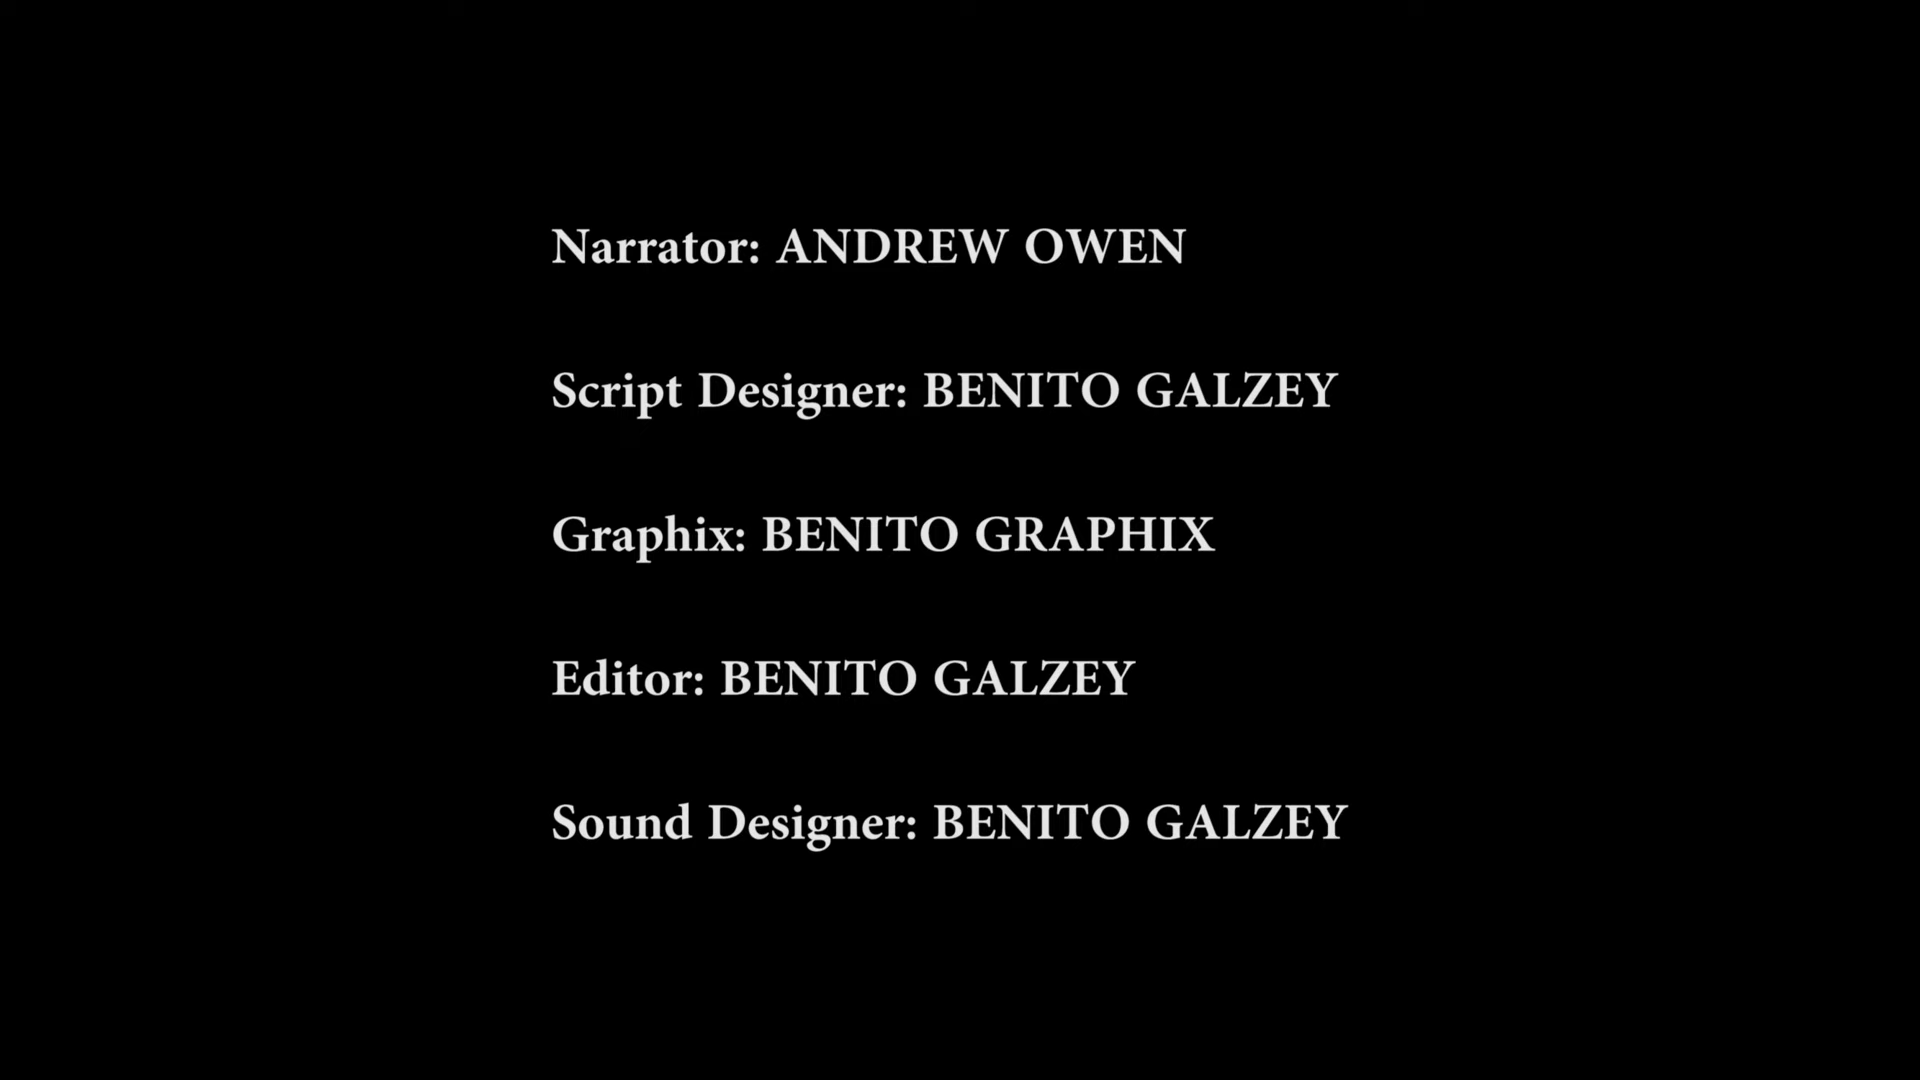 Narrator: ANDREW OWEN
Script Designer: BENITO GALZEY
Graphix: BENITO GRAPHIX
Editor: BENITO GALZEY
Sound Designer: BENITO GALZEY